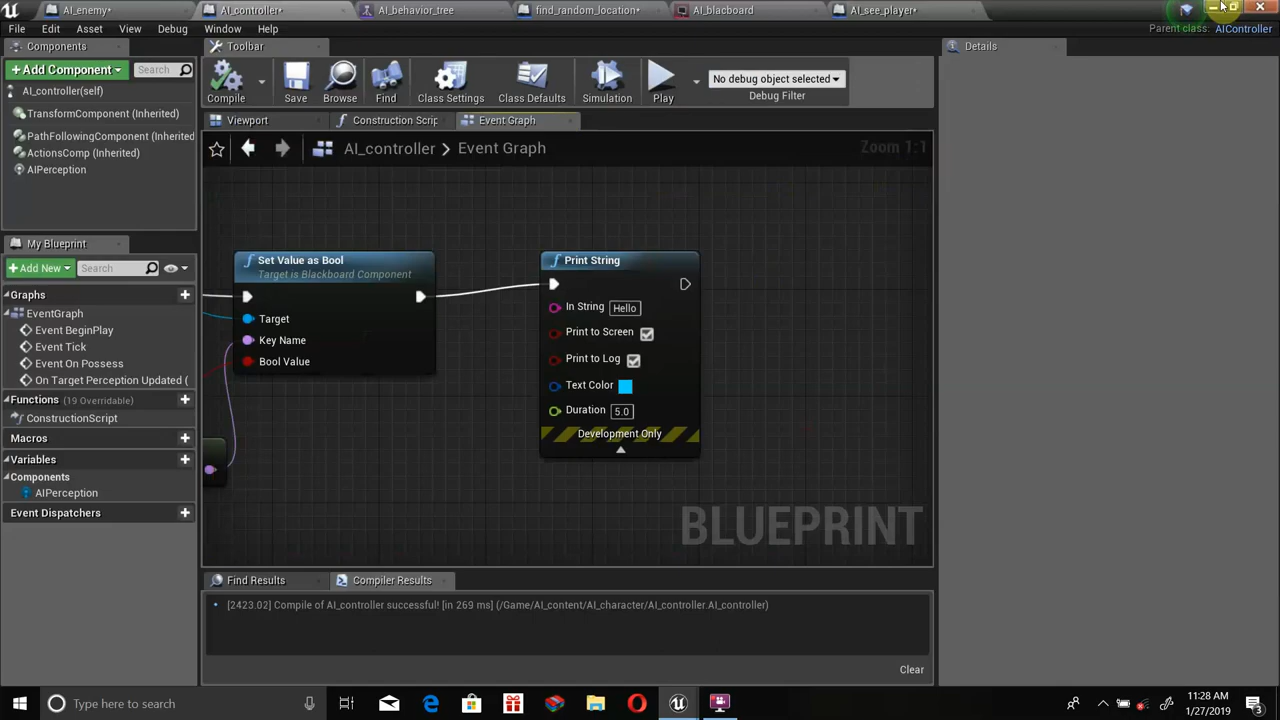 AI_enemy*
AI_controller*
AI_behavior_tree
find_random_location*
AI_blacboard
AI_see_player*
File Edit Asset View Debug Window Help
Parent class: AIController
Components
Toolbar
Details
Add Component
Search
Compile
Save
Browse
Find
Class Settings
Class Defaults
Simulation
Play
No debug object selected
Debug Filter
AI_controller(self)
TransformComponent (Inherited)
PathFollowingComponent (Inherited
ActionsComp (Inherited)
AIPerception
Viewport
Construction Scrip
Event Graph
AI_controller > Event Graph
Zoom 1:1
My Blueprint
Add New
Search
Graphs
EventGraph
Event BeginPlay
Event Tick
Event On Possess
On Target Perception Updated (
Functions (19 Overridable)
ConstructionScript
Macros
Variables
Components
AIPerception
Event Dispatchers
Set Value as Bool
Target is Blackboard Component
Target
Key Name
Bool Value
Print String
In String Hello
Print to Screen
Print to Log
Text Color
Duration 5.0
Development Only
BLUEPRINT
Find Results
Compiler Results
[2423.02] Compile of AI_controller successful! [in 269 ms] (/Game/AI_content/AI_character/AI_controller.AI_controller)
Clear
Type here to search
11:28 AM
1/27/2019
3